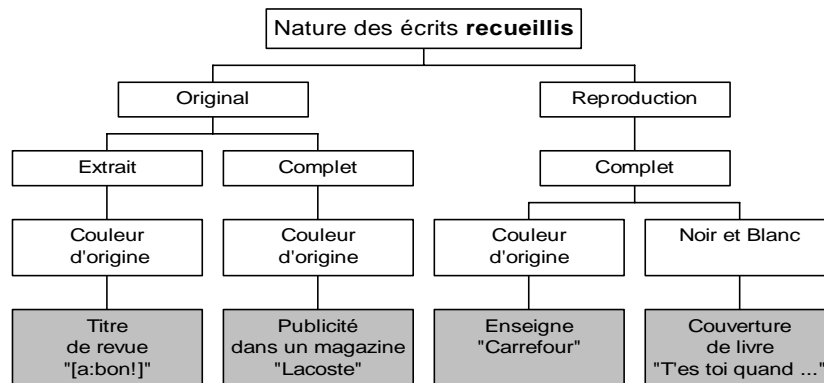 Nature des écrits recueillis
Original
Reproduction
Extrait
Complet
Complet
Couleur
d'origine
Couleur
d'origine
Couleur
d'origine
Noir et Blanc
Titre
de revue
"[a:bon!]"
Publicité
dans un magazine
"Lacoste"
Enseigne
"Carrefour"
Couverture
de livre
"T'es toi quand ..."